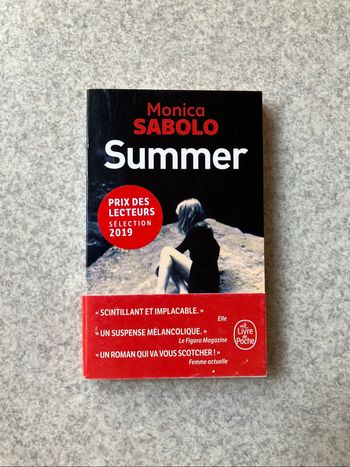 Monica
SABOLO
Summer
PRIX DES
LECTEURS
SÉLECTION
2019
« SCINTILLANT ET IMPLACABLE. »
Elle
« UN SUSPENSE MÉLANCOLIQUE. »
Le Figaro Magazine
« UN ROMAN QUI VA VOUS SCOTCHER ! »
Femme actuelle
Le
Livre
de
Poche